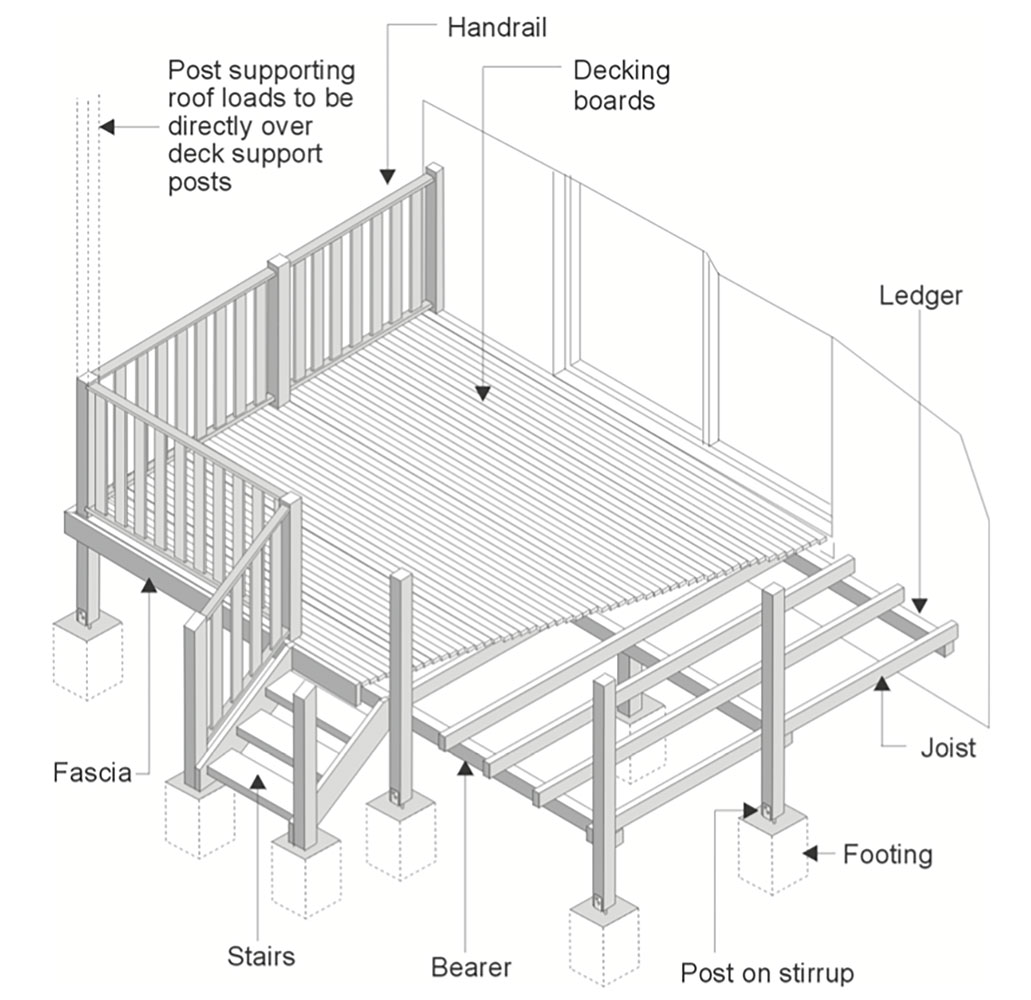 Handrail
Post supporting
roof loads to be
directly over
deck support
posts
Decking
boards
Ledger
Joist
Fascia
Footing
Stairs
Bearer
Post on stirrup